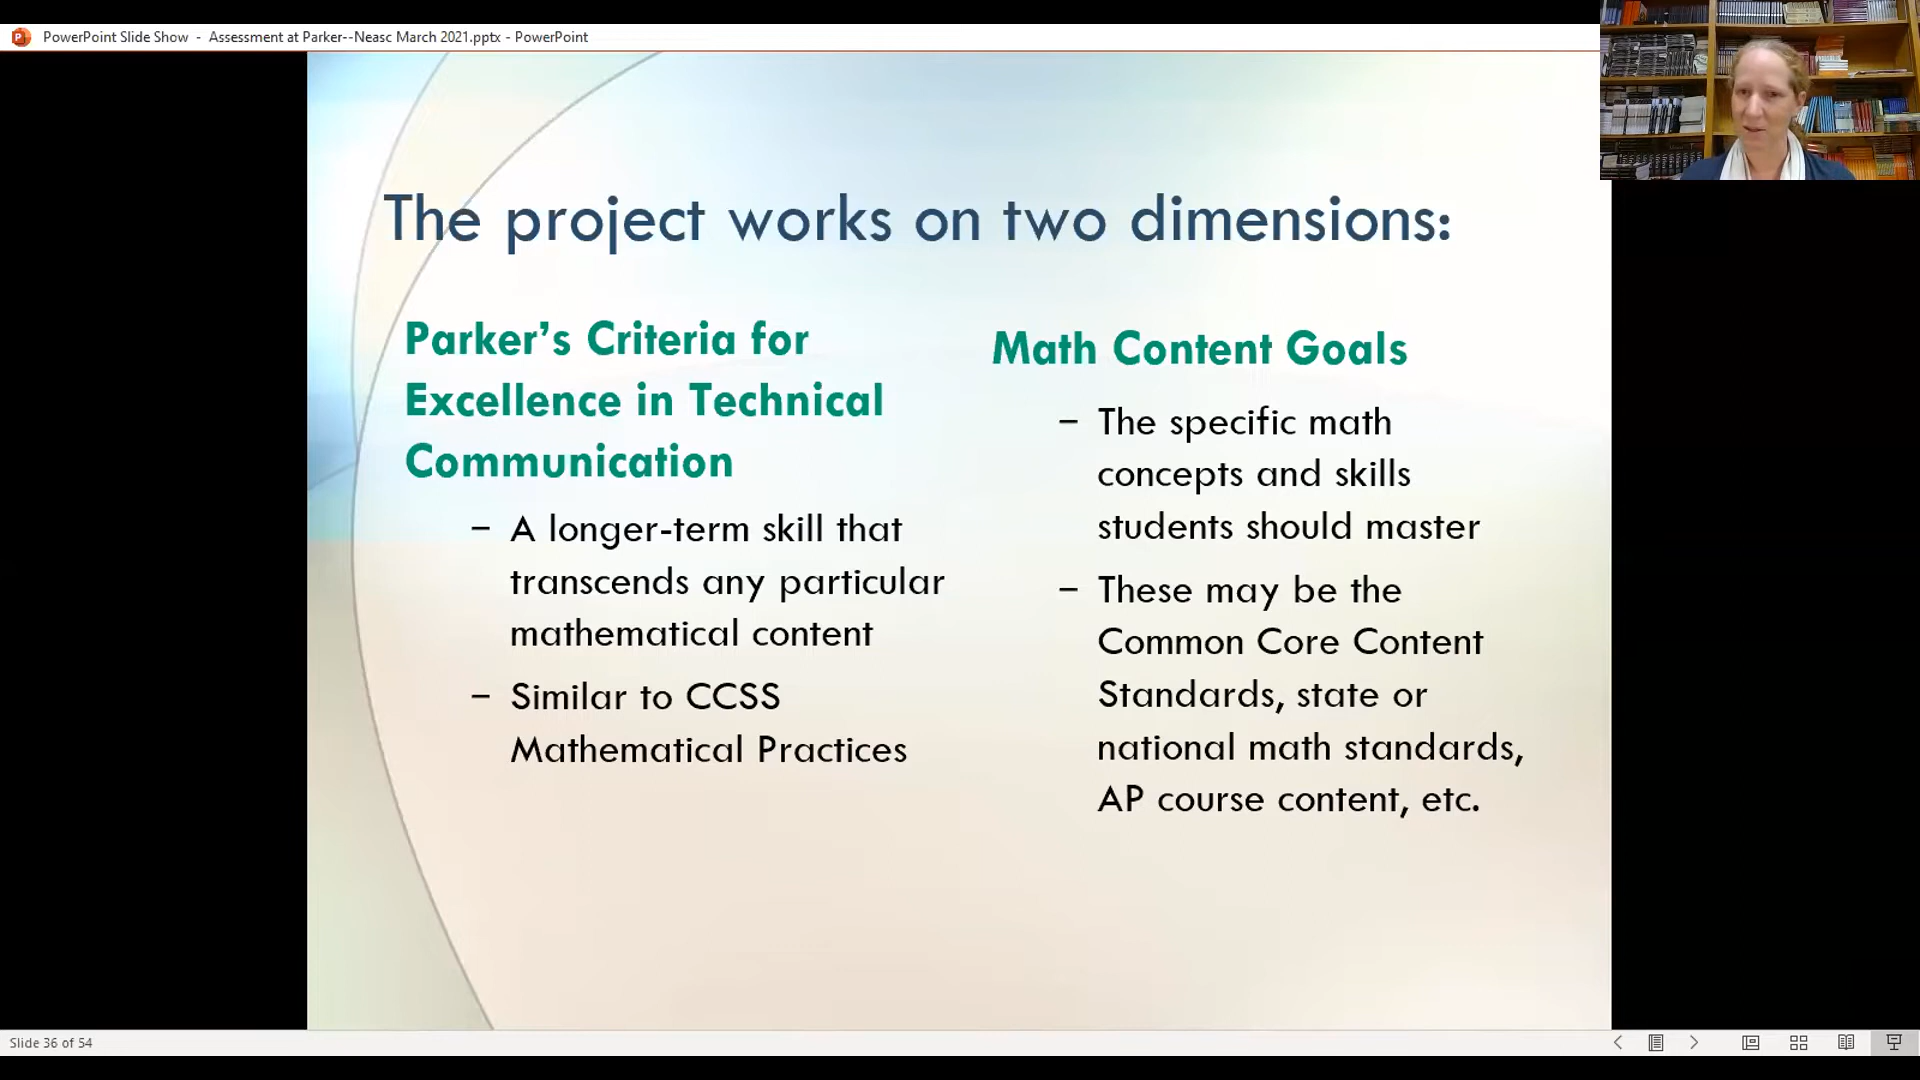 PowerPoint Slide Show - Assessment at Parker--Neasc March 2021.pptx - PowerPoint
The project works on two dimensions:
Parker's Criteria for
Excellence in Technical
Communication
– A longer-term skill that
transcends any particular
mathematical content
– Similar to CCSS
Mathematical Practices
Math Content Goals
– The specific math
concepts and skills
students should master
– These may be the
Common Core Content
Standards, state or
national math standards,
AP course content, etc.
Slide 36 of 54